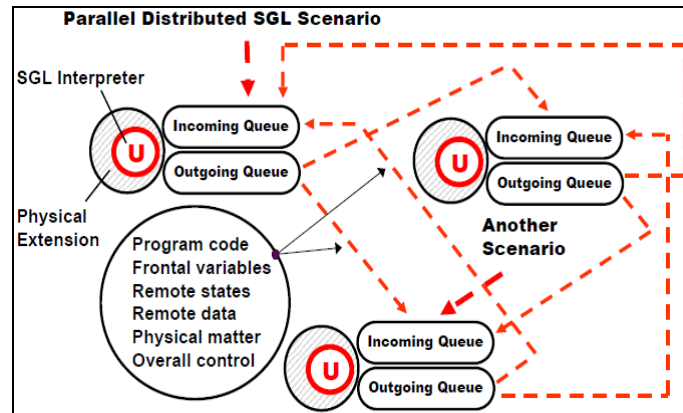 Parallel Distributed SGL Scenario
SGL Interpreter
Incoming Queue
U
Outgoing Queue
Physical
Extension
Incoming Queue
U
Outgoing Queue
Another
Scenario
Program code
Frontal variables
Remote states
Remote data
Physical matter
Overall control
Incoming Queue
U
Outgoing Queue